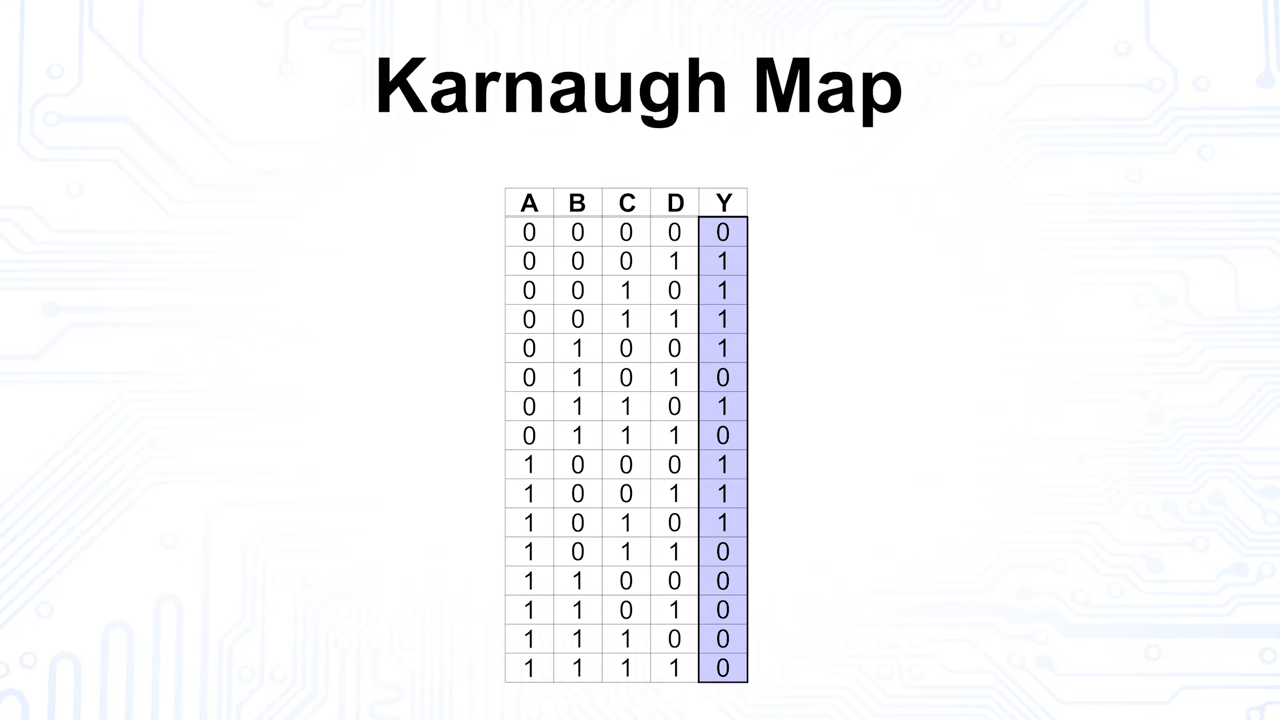 Karnaugh Map
A B C D Y
0 0 0 0 0
0 0 0 1 1
0 0 1 0 1
0 0 1 1 1
0 1 0 0 1
0 1 0 1 0
0 1 1 0 1
0 1 1 1 0
1 0 0 0 1
1 0 0 1 1
1 0 1 0 1
1 0 1 1 0
1 1 0 0 0
1 1 0 1 0
1 1 1 0 0
1 1 1 1 0